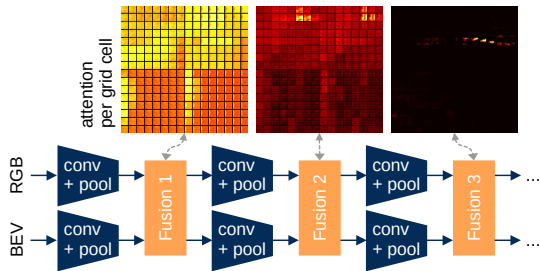 attention
per grid cell
RGB
conv
+ pool
Fusion 1
conv
+ pool
Fusion 2
conv
+ pool
Fusion 3
...
BEV
conv
+ pool
conv
+ pool
conv
+ pool
...